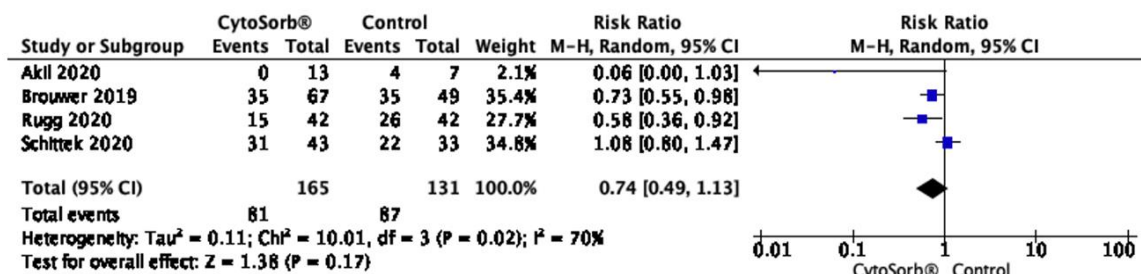 CytoSorb® Control Risk Ratio Risk Ratio
Study or Subgroup Events Total Events Total Weight M-H, Random, 95% CI M-H, Random, 95% CI
Akil 2020 0 13 4 7 2.1% 0.06 [0.00, 1.03]
Brouwer 2019 35 67 35 49 35.4% 0.73 [0.55, 0.98]
Rugg 2020 15 42 26 42 27.7% 0.58 [0.36, 0.92]
Schittek 2020 31 43 22 33 34.8% 1.08 [0.80, 1.47]
Total (95% CI) 165 131 100.0% 0.74 [0.49, 1.13]
Total events 81 87
Heterogeneity: Tau² = 0.11; Chi² = 10.01, df = 3 (P = 0.02); I² = 70%
Test for overall effect: Z = 1.38 (P = 0.17)
0.01 0.1 1 10 100
CytoSorb® Control